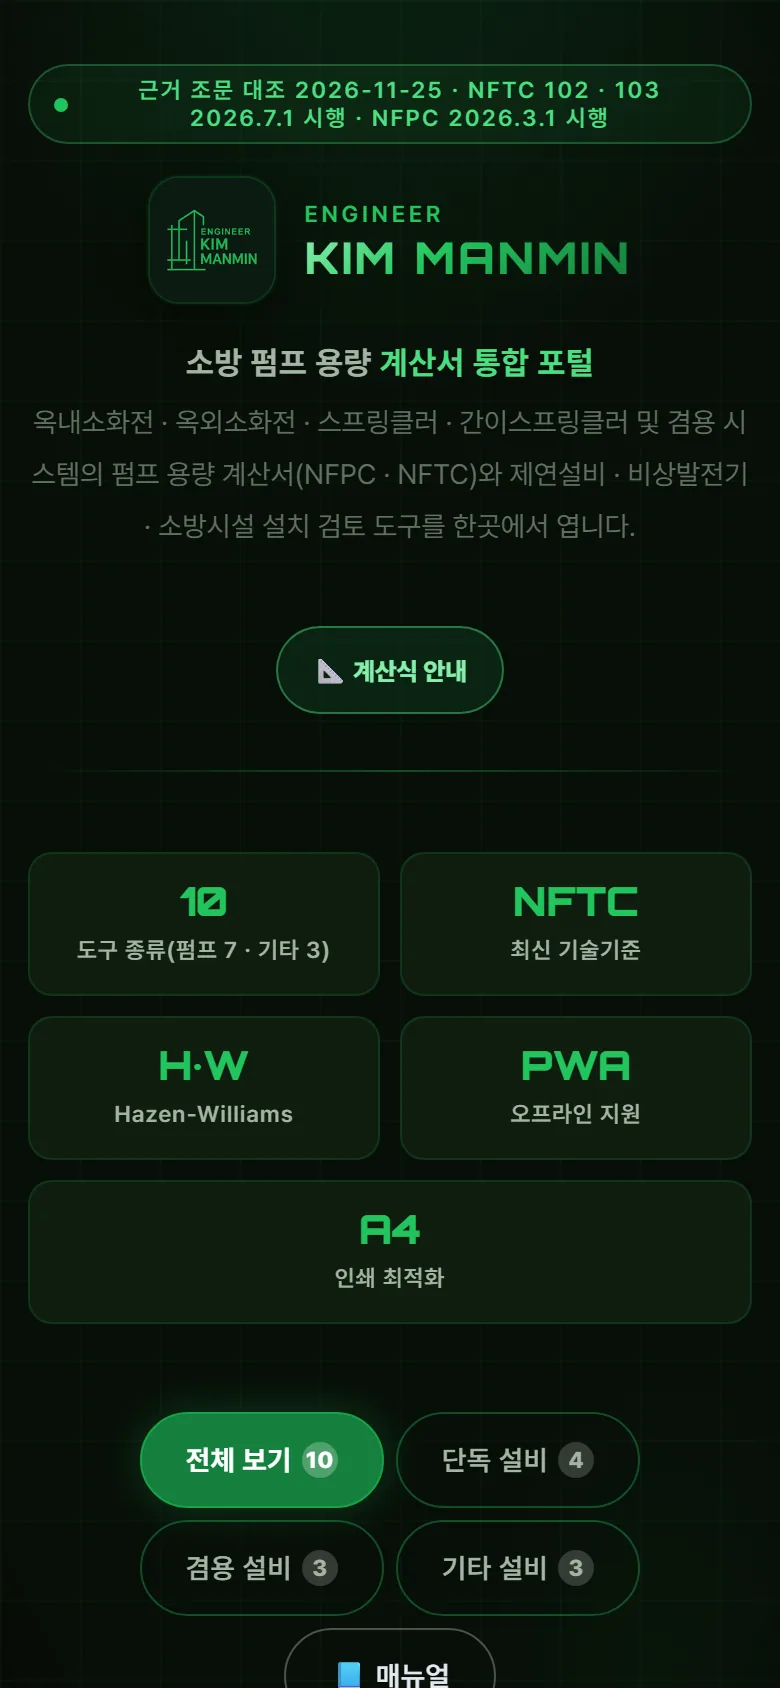 근거 조문 대조 2026-11-25 · NFTC 102 · 103
2026.7.1 시행 · NFPC 2026.3.1 시행
ENGINEER
KIM
MANMIN
ENGINEER
KIM MANMIN
소방 펌프 용량 계산서 통합 포털
옥내소화전 · 옥외소화전 · 스프링클러 · 간이스프링클러 및 겸용 시
스템의 펌프 용량 계산서(NFPC · NFTC)와 제연설비 · 비상발전기
· 소방시설 설치 검토 도구를 한곳에서 엽니다.
계산식 안내
10
도구 종류(펌프 7 · 기타 3)
NFTC
최신 기술기준
H·W
Hazen-Williams
PWA
오프라인 지원
A4
인쇄 최적화
전체 보기 10
단독 설비 4
겸용 설비 3
기타 설비 3
매뉴얼